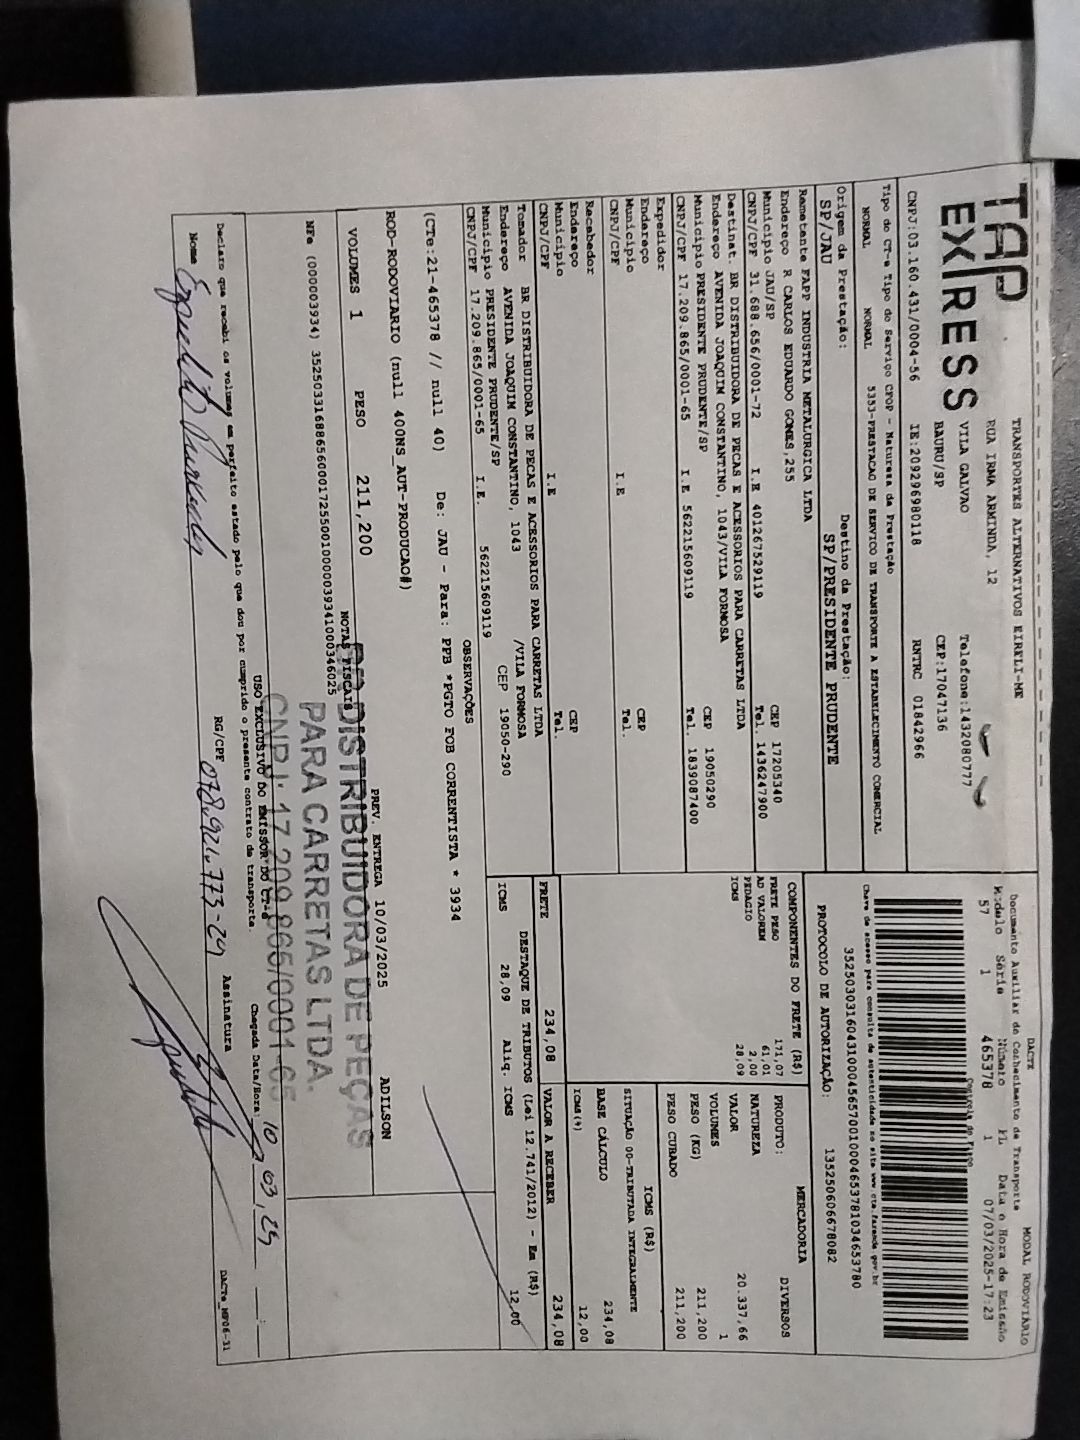 TAP
EXPRESS
TRANSPORTES ALTERNATIVOS EIRELI-ME
RUA IRMA ARMINDA, 12
Telefone:1432080777
VILA GALVAO
CEP:17047136
BAURU/SP
CNPJ:03.160.431/0004-56 IE:209296980118 RNTRC 01842966
Tipo do CT-e Tipo do Serviço CFOP - Natureza da Prestação
NORMAL NORMAL 5353-PRESTACAO DE SERVICO DE TRANSPORTE A ESTABELECIMENTO COMERCIAL
Origem da Prestação: Destino da Prestação:
SP/JAU SP/PRESIDENTE PRUDENTE
DACTE MODAL RODOVIÁRIO
Documento Auxiliar do Conhecimento de Transporte
Modelo Série Número FL Data e Hora de Emissão
57 1 465378 1 07/03/2025-17:23
Controle do Fisco
Chave de acesso para consulta de autenticidade no site www.cte.fazenda.gov.br
PROTOCOLO DE AUTORIZAÇÃO: 135250606678082
Remetente FAPP INDUSTRIA METALURGICA LTDA
Endereço R CARLOS EDUARDO GOMES,255 CEP 17205340
Município JAU/SP Tel. 1436247900
CNPJ/CPF 31.688.656/0001-72 I.E 401267529119
Destinat. BR DISTRIBUIDORA DE PECAS E ACESSORIOS PARA CARRETAS LTDA
Endereço AVENIDA JOAQUIM CONSTANTINO, 1043/VILA FORMOSA
Município PRESIDENTE PRUDENTE/SP CEP 19050290
CNPJ/CPF 17.209.865/0001-65 I.E 562215609119 Tel. 1839087400
Expedidor
Endereço CEP
Município Tel.
CNPJ/CPF I.E
Recebedor
Endereço CEP
Município Tel.
CNPJ/CPF I.E
Tomador BR DISTRIBUIDORA DE PECAS E ACESSORIOS PARA CARRETAS LTDA
Endereço AVENIDA JOAQUIM CONSTANTINO, 1043 /VILA FORMOSA
Município PRESIDENTE PRUDENTE/SP CEP 19050-290
CNPJ/CPF 17.209.865/0001-65 I.E. 562215609119
COMPONENTES DO FRETE (R$)
FRETE PESO 171,07
AD VALOREM 61,01
PEDAGIO 2,00
ICMS 28,09
MERCADORIA
PRODUTO: DIVERSOS
NATUREZA
VALOR 20.337,66
VOLUMES 1
PESO (KG) 211,200
PESO CUBADO 211,200
ICMS (R$)
SITUAÇÃO 00-TRIBUTADA INTEGRALMENTE
BASE CÁLCULO 234,08
ICMS(%) 12,00
FRETE 234,08 VALOR A RECEBER 234,08
DESTAQUE DE TRIBUTOS (Lei 12.741/2012) - Em (R$)
ICMS 28,09 Aliq. ICMS 12,00
OBSERVAÇÕES
(CTe:21-465378 // null 40) De: JAU - Para: PPB *PGTO FOB CORRENTISTA * 3934
ROD-RODOVIARIO (null 400NS_AUT-PRODUCAO#)
PREV. ENTREGA 10/03/2025 ADILSON
VOLUMES 1 PESO 211,200
NOTAS FISCAIS
BR DISTRIBUIDORA DE PEÇAS
PARA CARRETAS LTDA.
CNPJ: 17.209.865/0001-65
USO EXCLUSIVO DO EMISSOR DO CT-e
Declaro que recebi os volumes em perfeito estado pelo que dou por cumprido o presente contrato de transporte.
Chegada Data/Hora: 10 03, 25
Nome RG/CPF Assinatura
DACTe_NF06-31